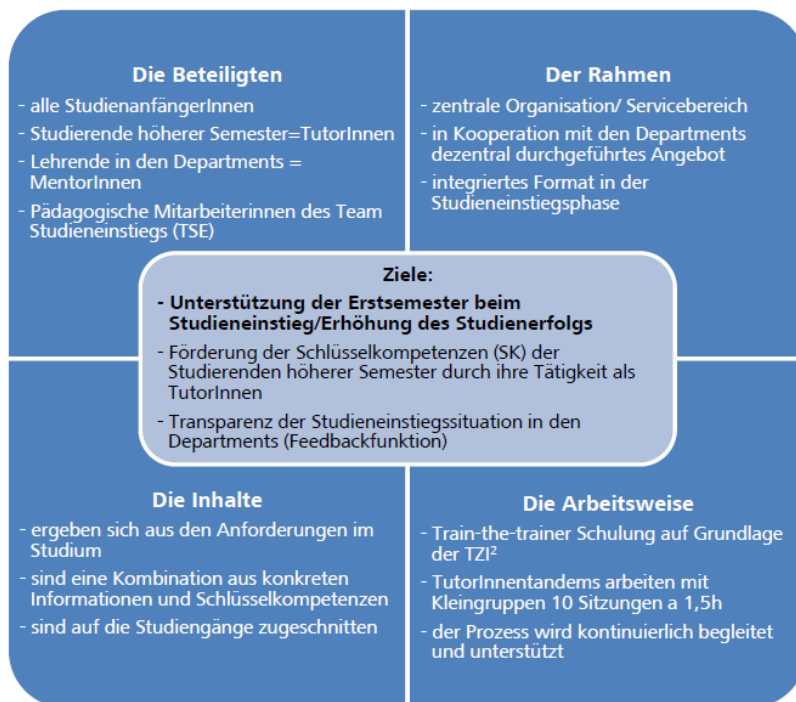 Die Beteiligten
- alle StudienanfängerInnen
- Studierende höherer Semester=TutorInnen
- Lehrende in den Departments =
MentorInnen
- Pädagogische Mitarbeiterinnen des Team
Studieneinstiegs (TSE)
Der Rahmen
- zentrale Organisation/ Servicebereich
- in Kooperation mit den Departments
dezentral durchgeführtes Angebot
- integriertes Format in der
Studieneinstiegsphase
Ziele:
- Unterstützung der Erstsemester beim
Studieneinstieg/Erhöhung des Studienerfolgs
- Förderung der Schlüsselkompetenzen (SK) der
Studierenden höherer Semester durch ihre Tätigkeit als
TutorInnen
- Transparenz der Studieneinstiegssituation in den
Departments (Feedbackfunktion)
Die Inhalte
- ergeben sich aus den Anforderungen im
Studium
- sind eine Kombination aus konkreten
Informationen und Schlüsselkompetenzen
- sind auf die Studiengänge zugeschnitten
Die Arbeitsweise
- Train-the-trainer Schulung auf Grundlage
der TZI²
- TutorInnentandems arbeiten mit
Kleingruppen 10 Sitzungen a 1,5h
- der Prozess wird kontinuierlich begleitet
und unterstützt